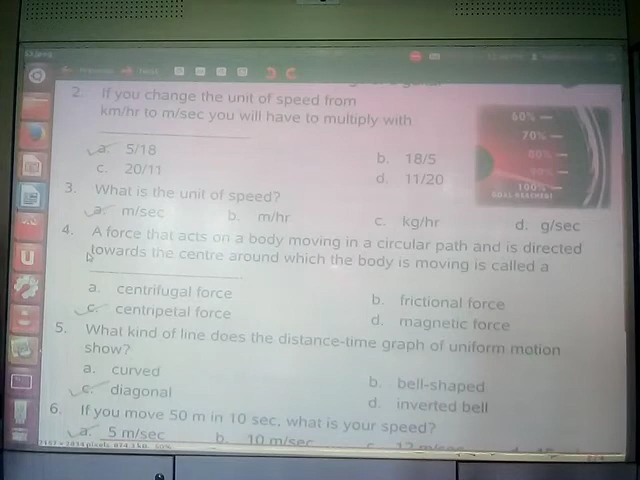 2. If you change the unit of speed from
km/hr to m/sec you will have to multiply with
a. 5/18 b. 18/5
c. 20/11 d. 11/20
3. What is the unit of speed?
a. m/sec b. m/hr c. kg/hr d. g/sec
4. A force that acts on a body moving in a circular path and is directed
towards the centre around which the body is moving is called a
a. centrifugal force b. frictional force
c. centripetal force d. magnetic force
5. What kind of line does the distance-time graph of uniform motion
show?
a. curved b. bell-shaped
c. diagonal d. inverted bell
6. If you move 50 m in 10 sec, what is your speed?
a. 5 m/sec b. 10 m/sec c.
60%
70%
80%
90%
100%
GOAL REACHED!